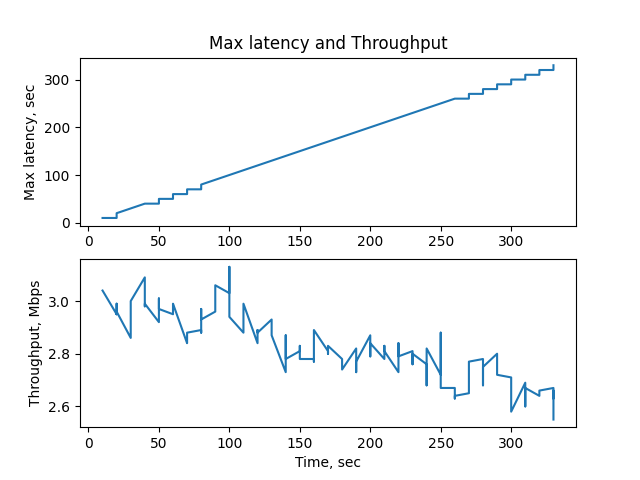 Max latency and Throughput
Max latency, sec
300
200
100
0
0 50 100 150 200 250 300
Throughput, Mbps
3.0
2.8
2.6
0 50 100 150 200 250 300
Time, sec